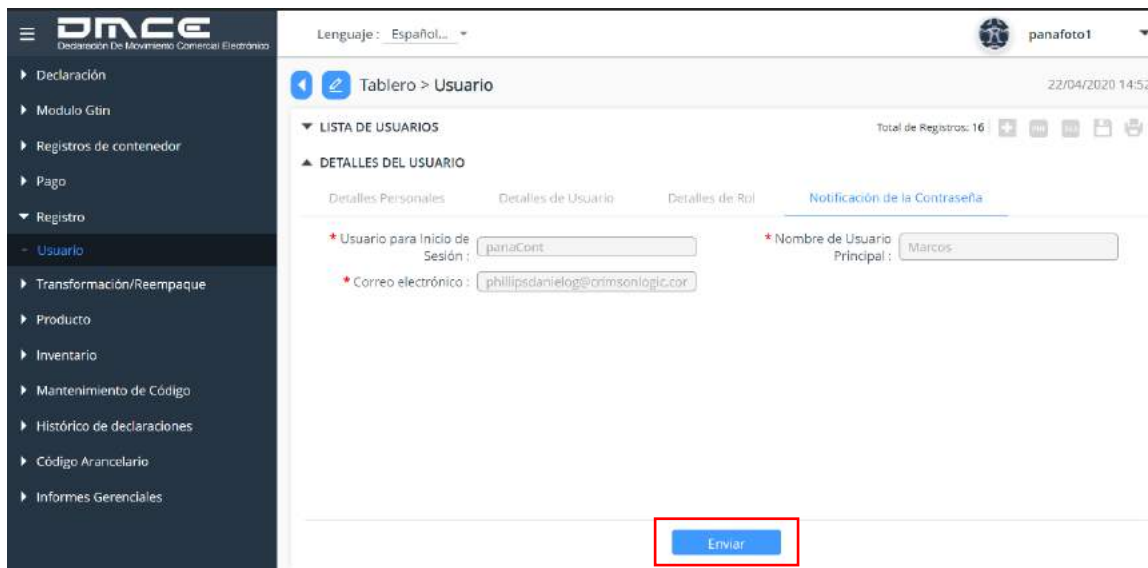 DMCE
Declaración De Movimiento Comercial Electrónico
Lenguaje : Español...
panafoto1
Declaración
Modulo Gtin
Registros de contenedor
Pago
Registro
- Usuario
Transformación/Reempaque
Producto
Inventario
Mantenimiento de Código
Histórico de declaraciones
Código Arancelario
Informes Gerenciales
Tablero > Usuario
22/04/2020 14:52
LISTA DE USUARIOS
Total de Registros: 16
DETALLES DEL USUARIO
Detalles Personales Detalles de Usuario Detalles de Rol Notificación de la Contraseña
* Usuario para Inicio de Sesión : panaCont
* Nombre de Usuario Principal : Marcos
* Correo electrónico : phillipsdanielog@crimsonlogic.cor
Enviar